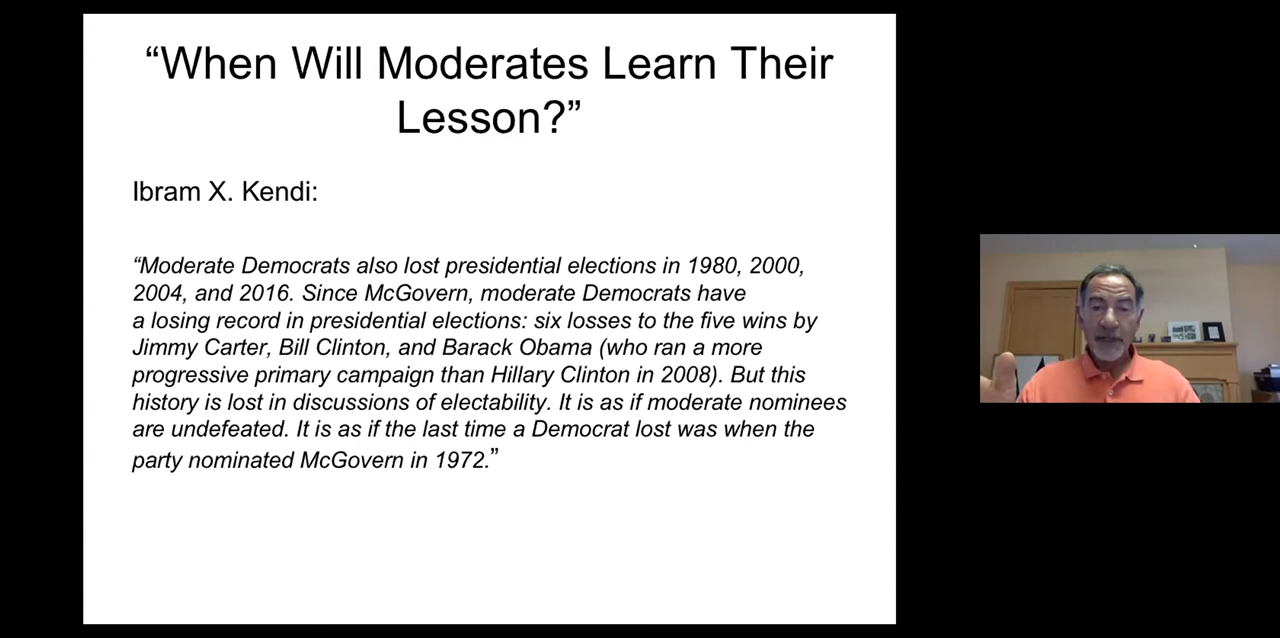 “When Will Moderates Learn Their
Lesson?”
Ibram X. Kendi:
“Moderate Democrats also lost presidential elections in 1980, 2000,
2004, and 2016. Since McGovern, moderate Democrats have
a losing record in presidential elections: six losses to the five wins by
Jimmy Carter, Bill Clinton, and Barack Obama (who ran a more
progressive primary campaign than Hillary Clinton in 2008). But this
history is lost in discussions of electability. It is as if moderate nominees
are undefeated. It is as if the last time a Democrat lost was when the
party nominated McGovern in 1972.”